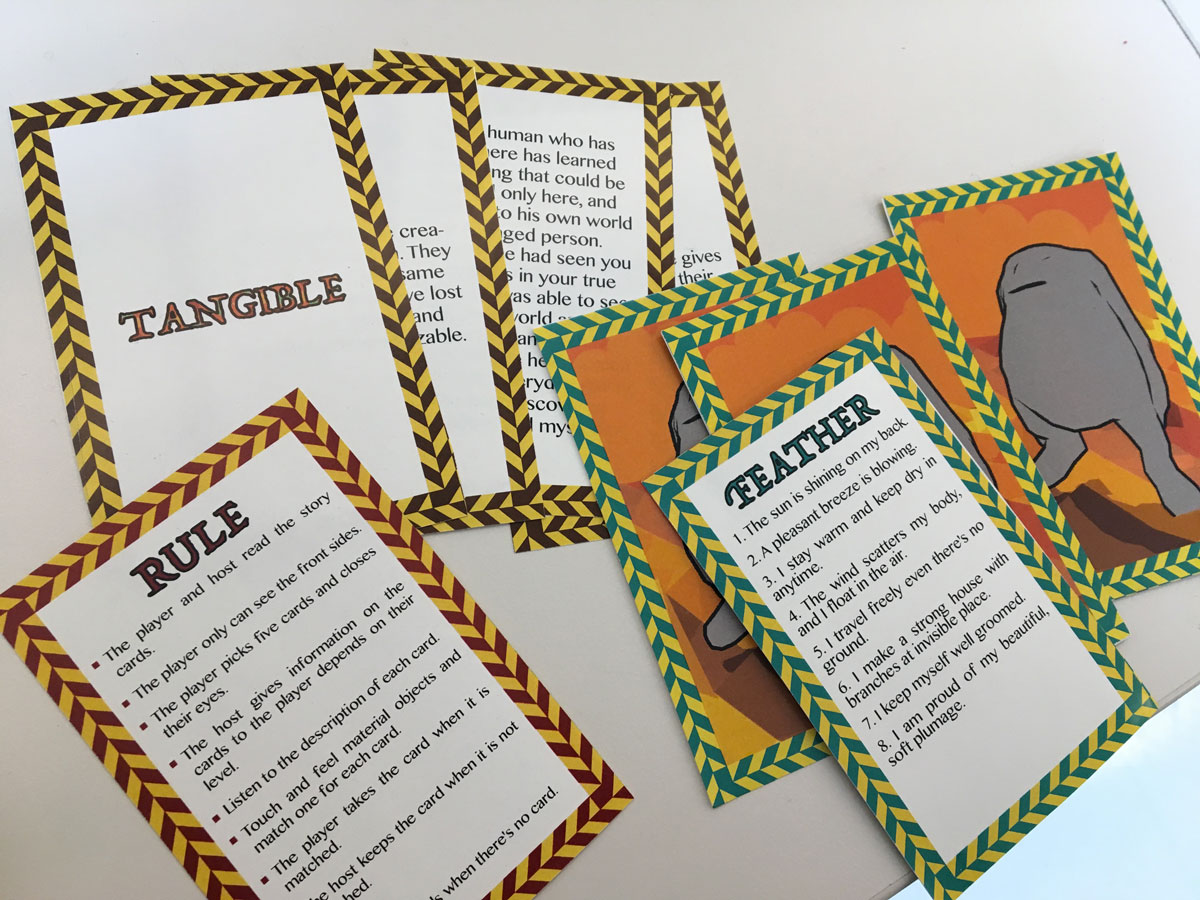 TANGIBLE
crea-
. They
same
ve lost
and
zable.
human who has
ere has learned
ng that could be
only here, and
to his own world
ged person.
e had seen you
s in your true
was able to see
world
an
he
eryd
scov
mys
gives
their
RULE
▪ The player and host read the story
cards.
▪ The player only can see the front sides.
▪ The player picks five cards and closes
their eyes.
▪ The host gives information on the
cards to the player depends on their
level.
▪ Listen to the description of each card.
▪ Touch and feel material objects and
match one for each card.
▪ The player takes the card when it is
matched.
he host keeps the card when it is not
hed.
ds when there's no card.
FEATHER
1. The sun is shining on my back.
2. A pleasant breeze is blowing.
3. I stay warm and keep dry in
anytime.
4. The wind scatters my body,
and I float in the air.
5. I travel freely even there's no
ground.
6. I make a strong house with
branches at invisible place.
7. I keep myself well groomed.
8. I am proud of my beautiful,
soft plumage.